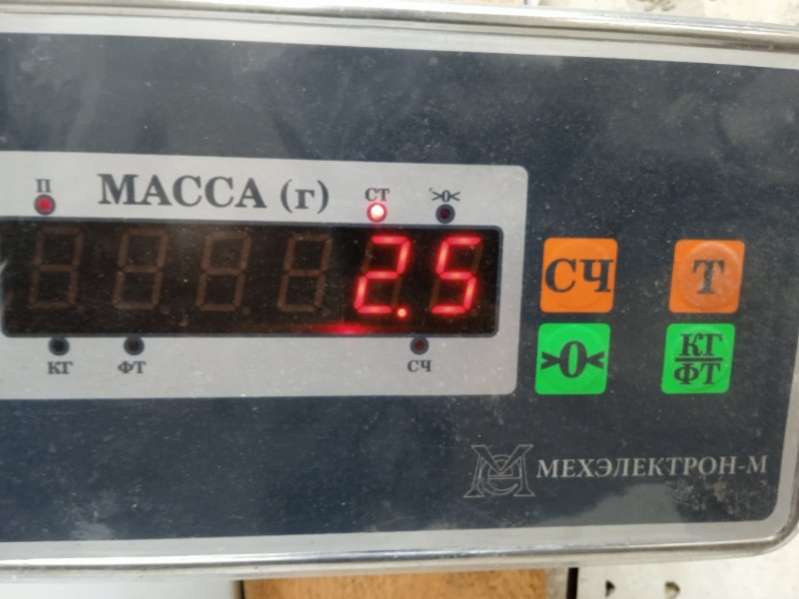 П МАССА (г) СТ >0<
2.5
КГ ФТ СЧ
СЧ Т
>0< КГ/ФТ
МЕХЭЛЕКТРОН-М